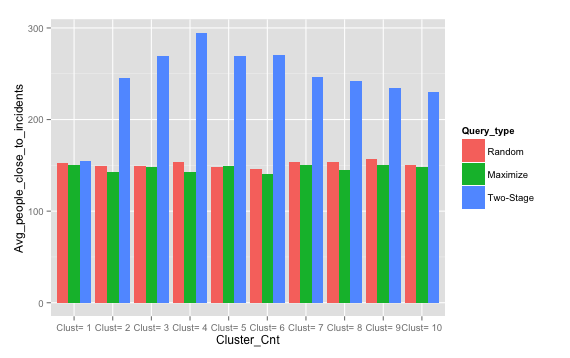 Avg_people_close_to_incidents
300
200
100
0
Clust= 1 Clust= 2 Clust= 3 Clust= 4 Clust= 5 Clust= 6 Clust= 7 Clust= 8 Clust= 9 Clust= 10
Cluster_Cnt
Query_type
Random
Maximize
Two-Stage